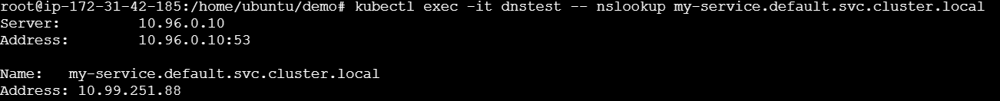 root@ip-172-31-42-185:/home/ubuntu/demo# kubectl exec -it dnstest -- nslookup my-service.default.svc.cluster.local
Server:         10.96.0.10
Address:        10.96.0.10:53

Name:   my-service.default.svc.cluster.local
Address: 10.99.251.88